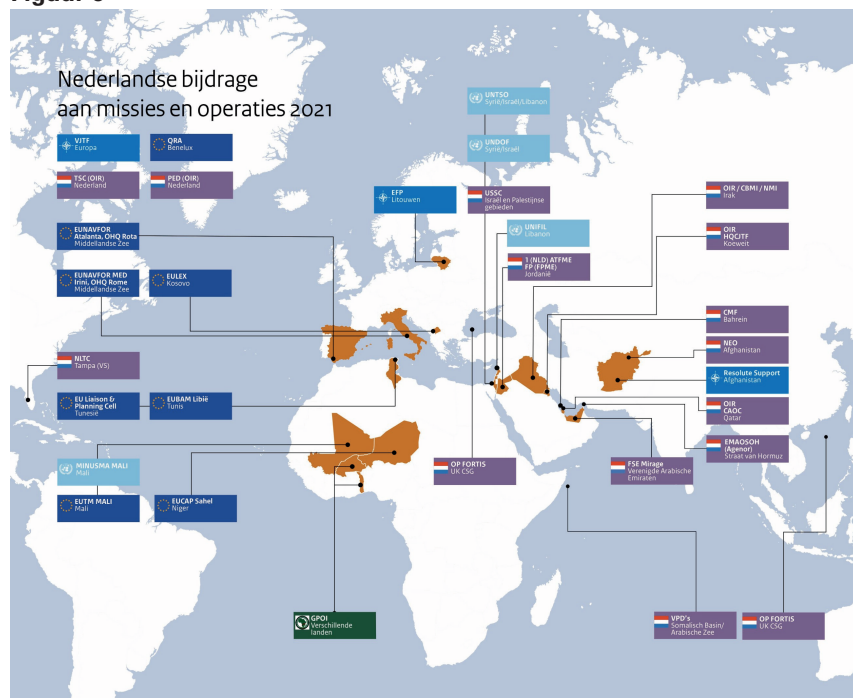 Nederlandse bijdrage
aan missies en operaties 2021
VJTF
Europa
QRA
Benelux
TSC (OIR)
Nederland
PED (OIR)
Nederland
EUNAVFOR
Atalanta, OHQ Rota
Middellandse Zee
EUNAVFOR MED
Irini, OHQ Rome
Middellandse Zee
EULEX
Kosovo
NLTC
Tampa (VS)
EU Liaison &
Planning Cell
Tunesië
EUBAM Libië
Tunis
MINUSMA MALI
Mali
EUTM MALI
Mali
EUCAP Sahel
Niger
GPOI
Verschillende
landen
EFP
Litouwen
UNTSO
Syrië/Israël/Libanon
UNDOF
Syrië/Israël
USSC
Israël en Palestijnse
gebieden
UNIFIL
Libanon
1 (NLD) ATFME
FP (FPME)
Jordanië
OP FORTIS
UK CSG
OIR / CBMI / NMI
Irak
OIR
HQCJTF
Koeweit
CMF
Bahrein
NEO
Afghanistan
Resolute Support
Afghanistan
OIR
CAOC
Qatar
EMAOSOH
(Agenor)
Straat van Hormuz
FSE Mirage
Verenigde Arabische
Emiraten
VPD's
Somalisch Basin/
Arabische Zee
OP FORTIS
UK CSG